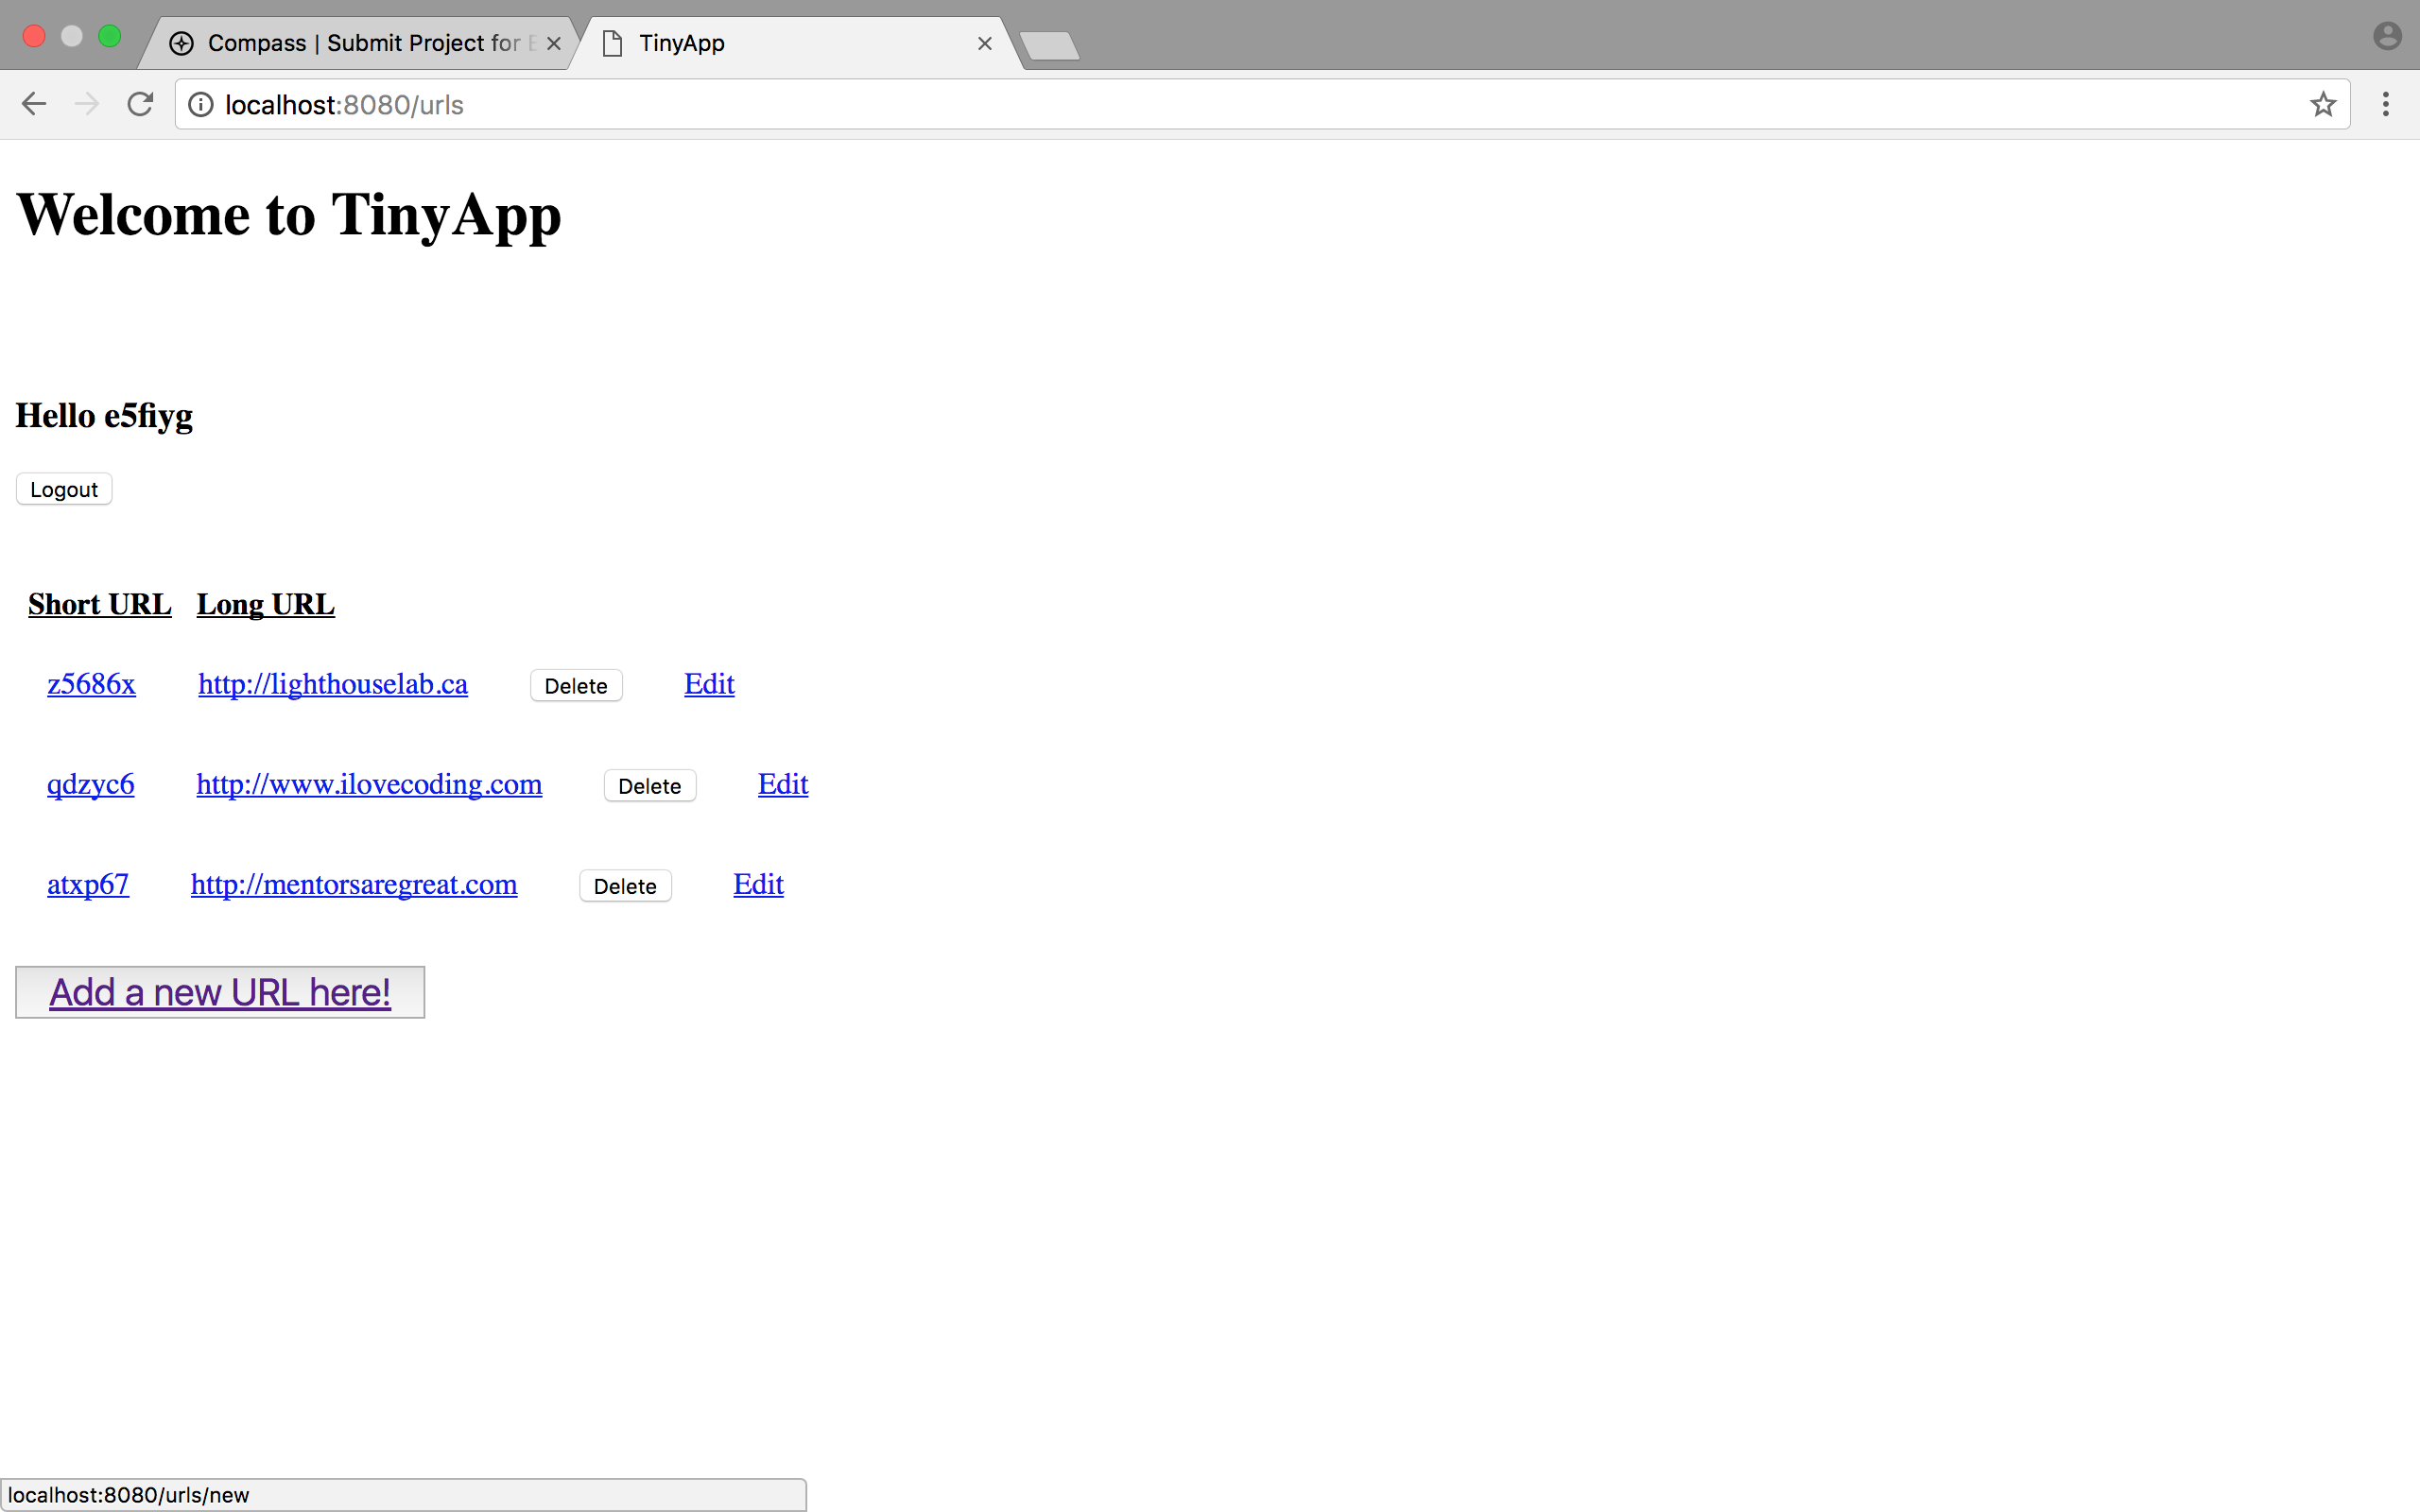 Compass | Submit Project for
TinyApp
localhost:8080/urls
Welcome to TinyApp
Hello e5fiyg
Logout
Short URL Long URL
z5686x http://lighthouselab.ca Delete Edit
qdzyc6 http://www.ilovecoding.com Delete Edit
atxp67 http://mentorsaregreat.com Delete Edit
Add a new URL here!
localhost:8080/urls/new